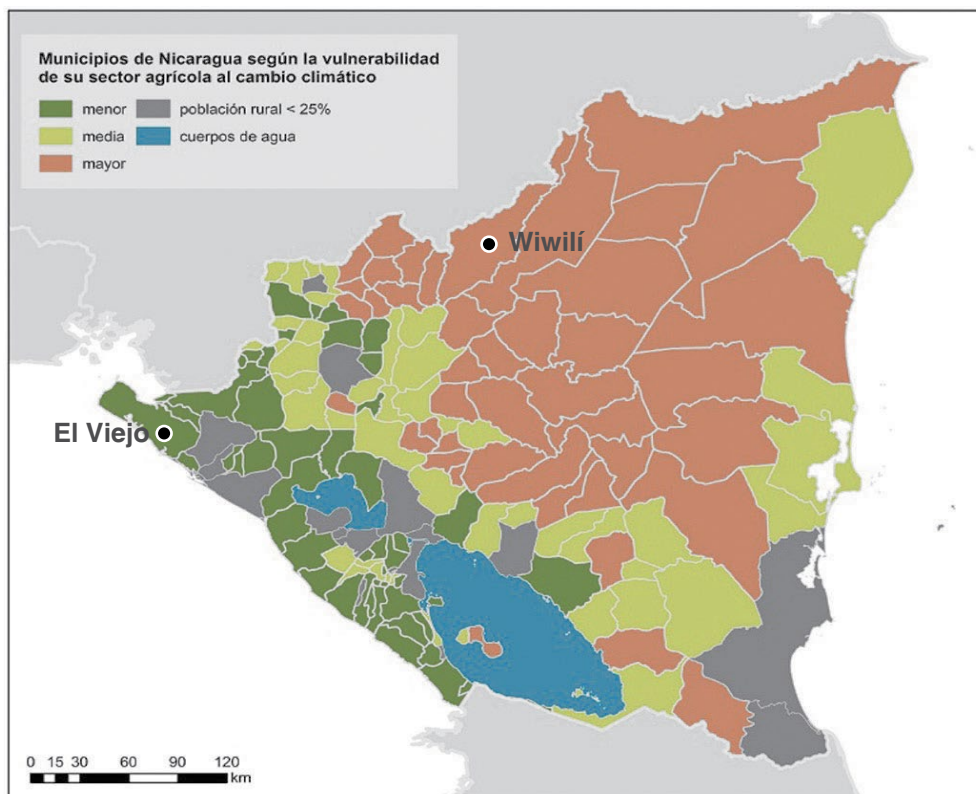 Municipios de Nicaragua según la vulnerabilidad
de su sector agrícola al cambio climático
menor
población rural < 25%
media
cuerpos de agua
mayor
Wiwilí
El Viejo
0 15 30 60 90 120
km